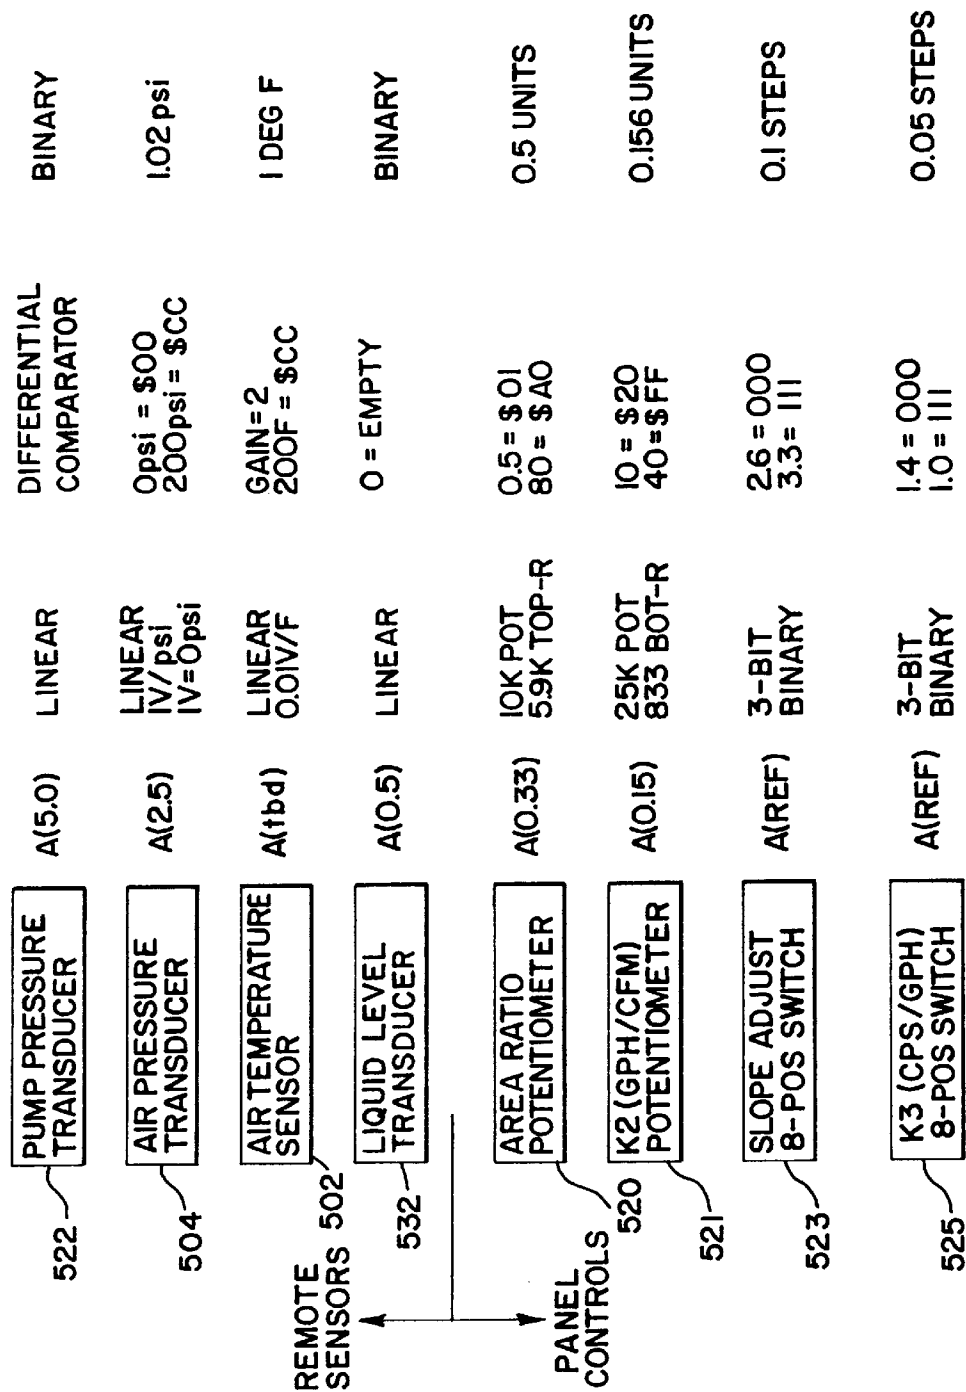 REMOTE
SENSORS
PUMP PRESSURE
TRANSDUCER
522
A(5.0)
LINEAR
DIFFERENTIAL
COMPARATOR
BINARY
AIR PRESSURE
TRANSDUCER
504
A(2.5)
LINEAR
1V/psi
1V=0psi
0psi = $00
200psi = $CC
1.02 psi
AIR TEMPERATURE
SENSOR
502
A(tbd)
LINEAR
0.01V/F
GAIN=2
200F = $CC
1 DEG F
LIQUID LEVEL
TRANSDUCER
532
A(0.5)
LINEAR
0 = EMPTY
BINARY
PANEL
CONTROLS
AREA RATIO
POTENTIOMETER
520
A(0.33)
10K POT
5.9K TOP-R
0.5 = $01
80 = $A0
0.5 UNITS
K2 (GPH/CFM)
POTENTIOMETER
521
A(0.15)
25K POT
833 BOT-R
10 = $20
40=$FF
0.156 UNITS
SLOPE ADJUST
8-POS SWITCH
523
A(REF)
3-BIT
BINARY
2.6 = 000
3.3 = 111
0.1 STEPS
K3 (CPS/GPH)
8-POS SWITCH
525
A(REF)
3-BIT
BINARY
1.4 = 000
1.0 = 111
0.05 STEPS